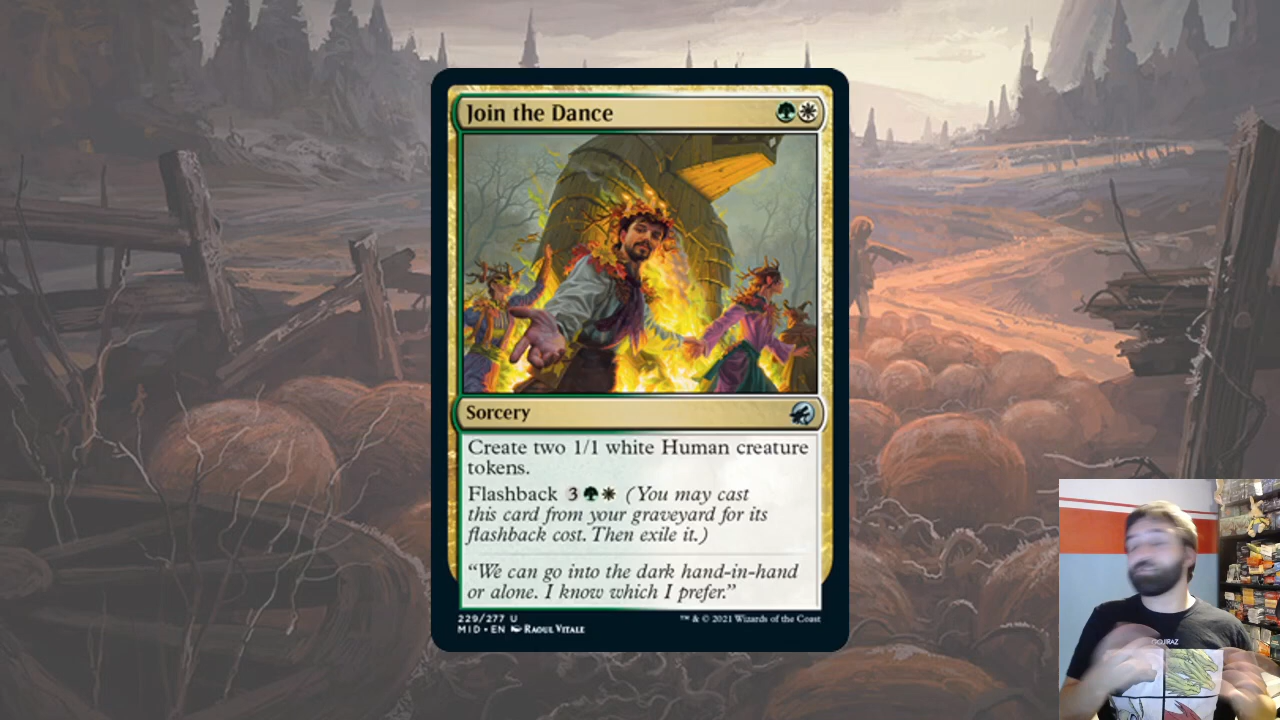 Join the Dance
Sorcery
Create two 1/1 white Human creature
tokens.
Flashback 3 (You may cast
this card from your graveyard for its
flashback cost. Then exile it.)
“We can go into the dark hand-in-hand
or alone. I know which I prefer.”
229/277 U
MID • EN Raoul Vitale
™ & © 2021 Wizards of the Coast